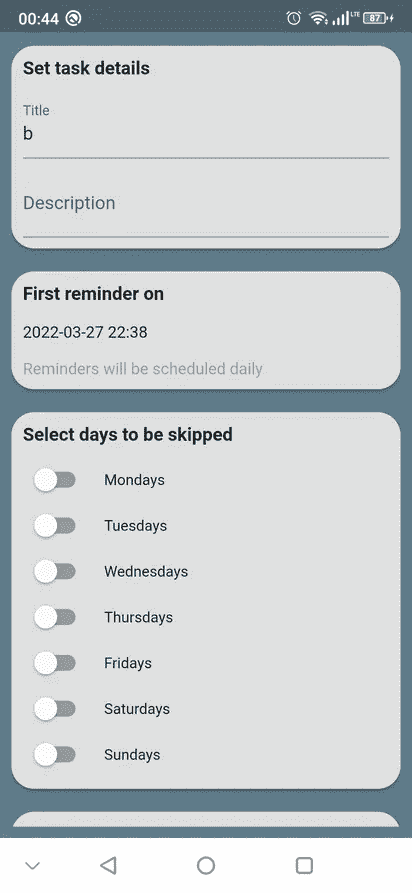 00:44
LTE
87
Set task details
Title
b
Description
First reminder on
2022-03-27 22:38
Reminders will be scheduled daily
Select days to be skipped
Mondays
Tuesdays
Wednesdays
Thursdays
Fridays
Saturdays
Sundays